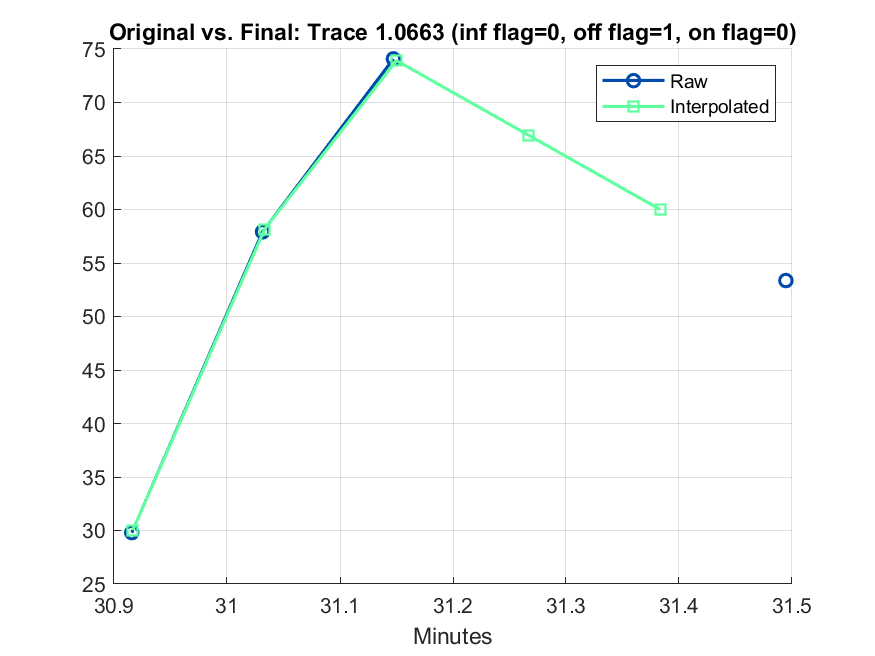 Original vs. Final: Trace 1.0663 (inf flag=0, off flag=1, on flag=0)
75
70
65
60
55
50
45
40
35
30
25
Raw
Interpolated
30.9 31 31.1 31.2 31.3 31.4 31.5
Minutes